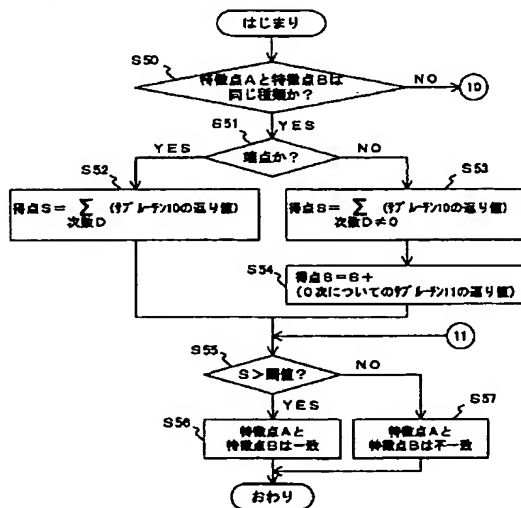 はじまり
S50
特徴点Aと特徴点Bは
同じ種類か?
NO
10
S51
YES
端点か?
YES
NO
S52
得点S= ∑ (サブルーチン10の返り値)
次数D
S53
得点S= ∑ (サブルーチン10の返り値)
次数D≠0
S54
得点S=S+
(0次についてのサブルーチン11の返り値)
11
S55
S>閾値?
NO
YES
S56
特徴点Aと
特徴点Bは一致
S57
特徴点Aと
特徴点Bは不一致
おわり